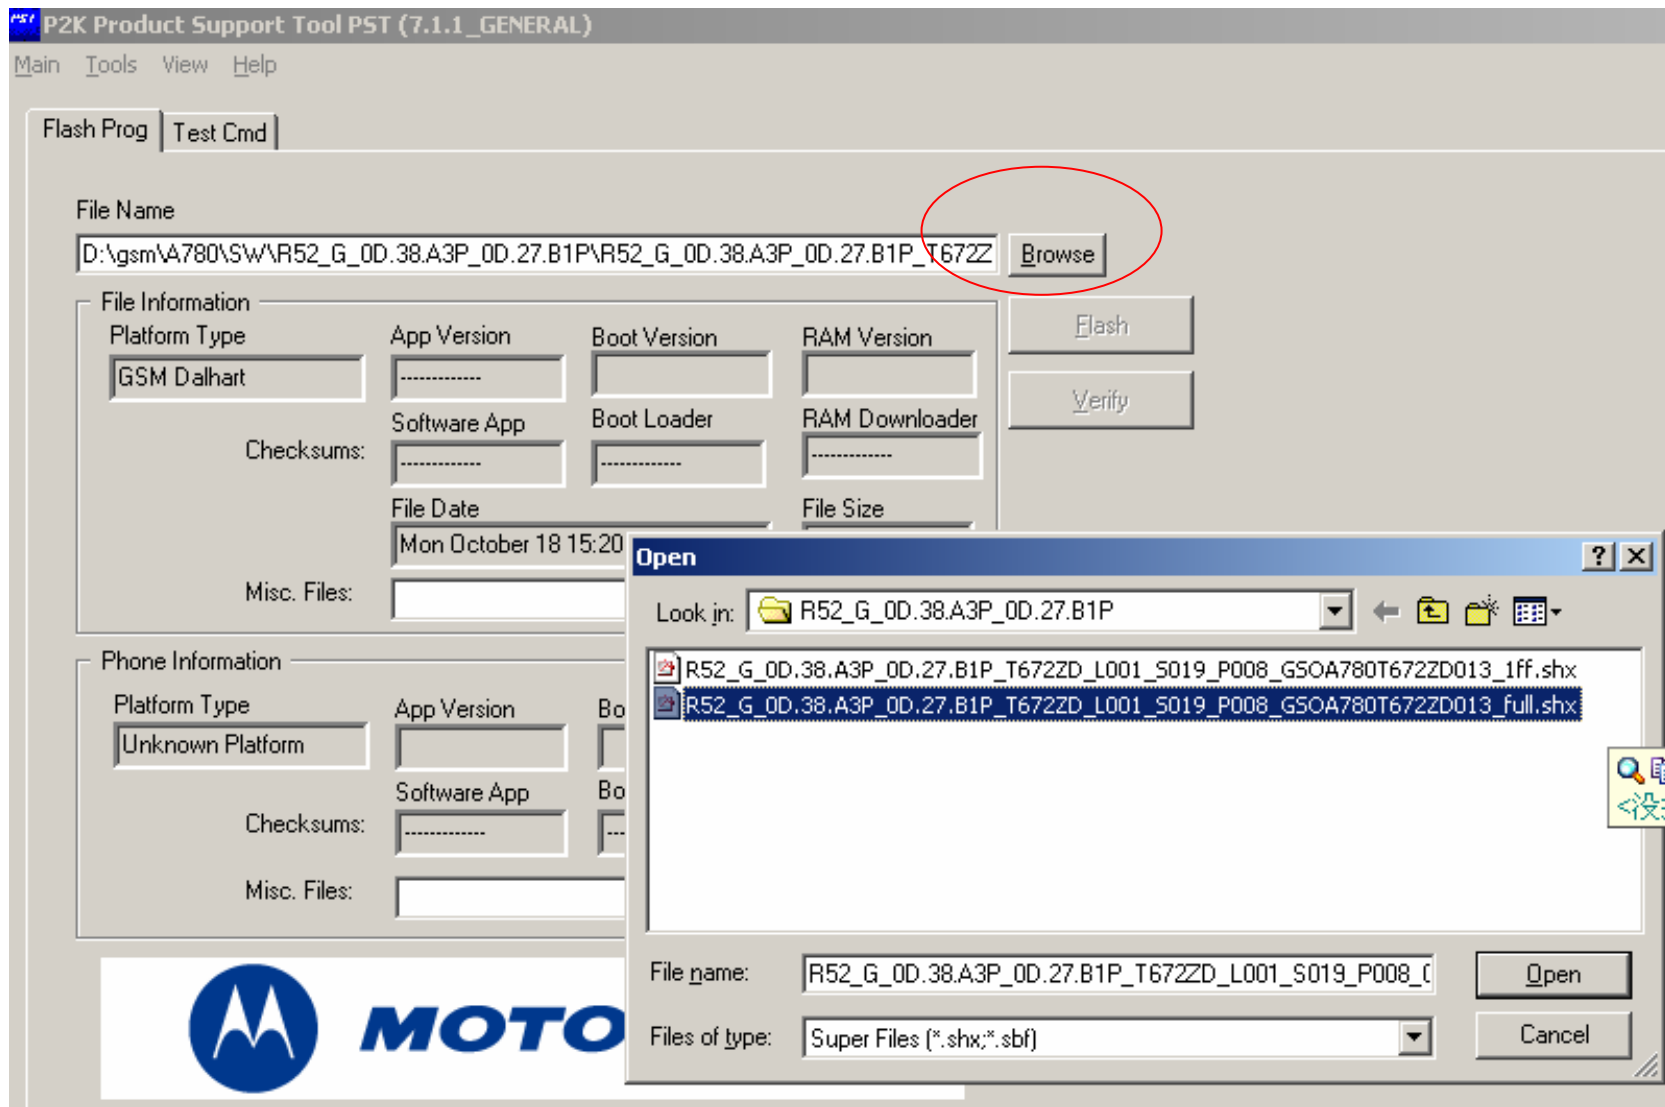 PST P2K Product Support Tool PST (7.1.1_GENERAL)
Main Tools View Help
Flash Prog Test Cmd
File Name
D:\gsm\A780\SW\R52_G_0D.38.A3P_0D.27.B1P\R52_G_0D.38.A3P_0D.27.B1P_T672Z Browse
File Information
Platform Type App Version Boot Version RAM Version
GSM Dalhart -------------
Flash
Verify
Software App Boot Loader RAM Downloader
Checksums: ------------- ------------- -------------
File Date File Size
Mon October 18 15:20
Misc. Files:
Phone Information
Platform Type App Version Bo
Unknown Platform
Software App Bo
Checksums: ------------- ---
Misc. Files:
MOTO
Open
Look in: R52_G_0D.38.A3P_0D.27.B1P
R52_G_0D.38.A3P_0D.27.B1P_T672ZD_L001_S019_P008_GSOA780T672ZD013_1ff.shx
R52_G_0D.38.A3P_0D.27.B1P_T672ZD_L001_S019_P008_GSOA780T672ZD013_full.shx
<没
File name: R52_G_0D.38.A3P_0D.27.B1P_T672ZD_L001_S019_P008_( Open
Files of type: Super Files (*.shx;*.sbf) Cancel